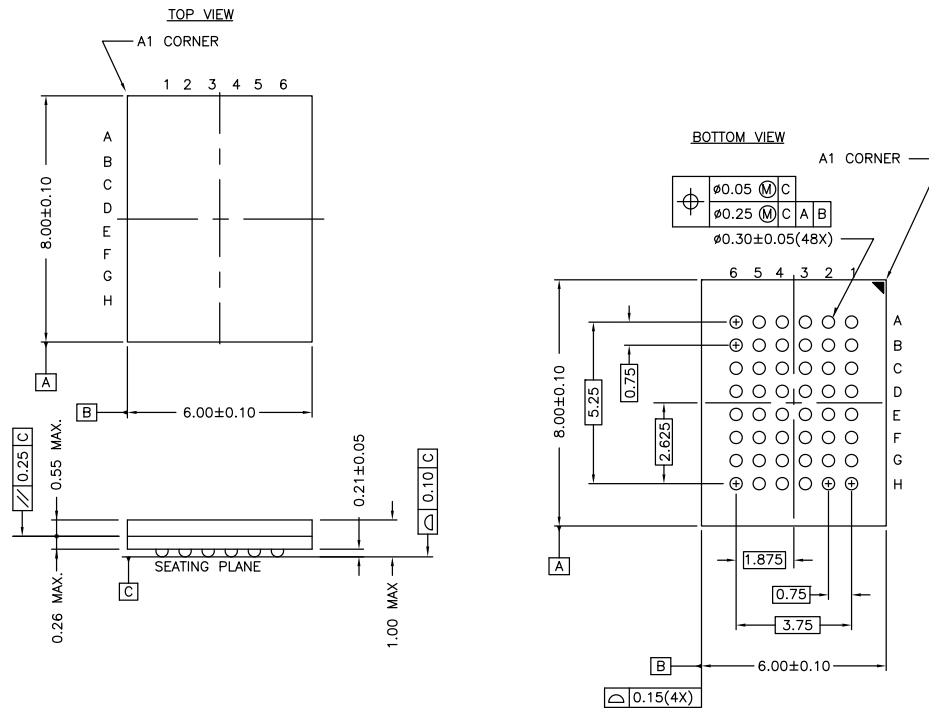 TOP VIEW
A1 CORNER
1 2 3 4 5 6
A
B
C
D
E
F
G
H
8.00±0.10
A
B
6.00±0.10
// 0.25 C
0.55 MAX.
0.21±0.05
⌓ 0.10 C
SEATING PLANE
C
0.26 MAX.
1.00 MAX
BOTTOM VIEW
A1 CORNER
⌖ ø0.05 Ⓜ C
ø0.25 Ⓜ C A B
ø0.30±0.05(48X)
6 5 4 3 2 1
A
B
C
D
E
F
G
H
8.00±0.10
5.25
0.75
2.625
A
1.875
0.75
3.75
B
6.00±0.10
⌓ 0.15(4X)